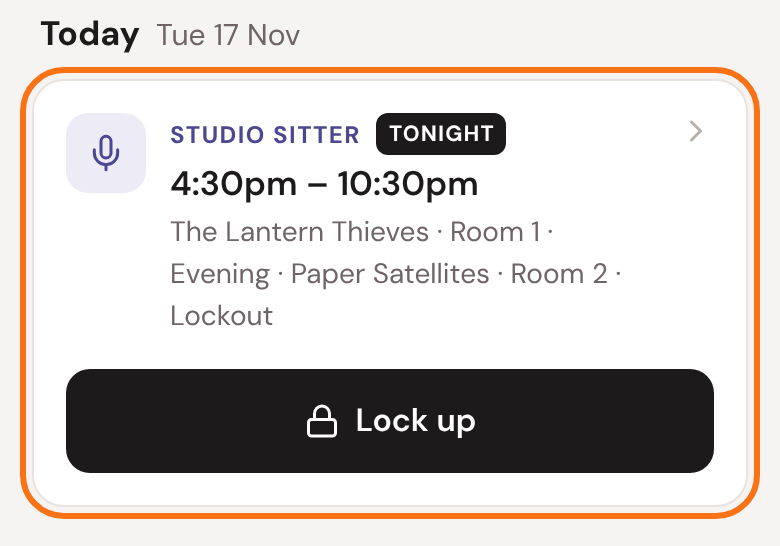 Today Tue 17 Nov
STUDIO SITTER TONIGHT
4:30pm – 10:30pm
The Lantern Thieves · Room 1 ·
Evening · Paper Satellites · Room 2 ·
Lockout
Lock up